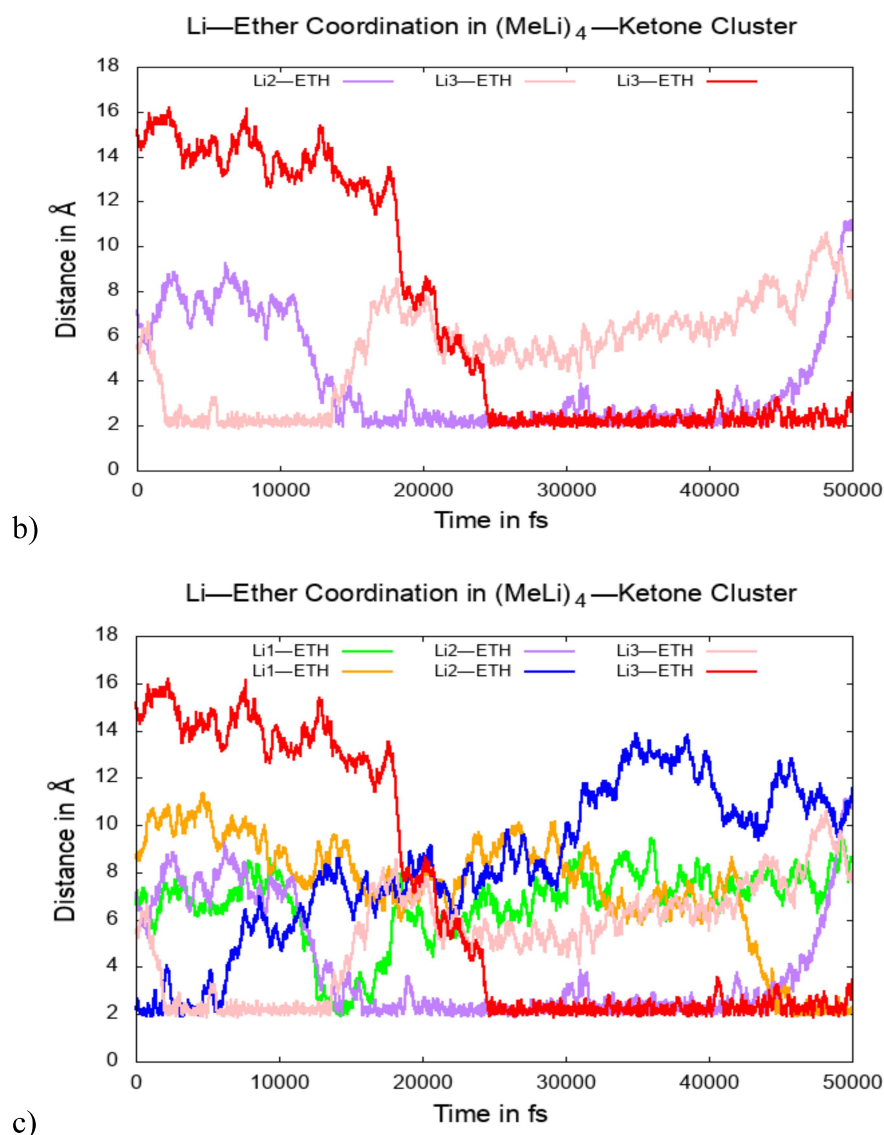 Li—Ether Coordination in (MeLi)4—Ketone Cluster
Li2—ETH Li3—ETH Li3—ETH
18
16
14
12
10
8
6
4
2
0
Distance in Å
0 10000 20000 30000 40000 50000
Time in fs
b)
Li—Ether Coordination in (MeLi)4—Ketone Cluster
Li1—ETH Li2—ETH Li3—ETH
Li1—ETH Li2—ETH Li3—ETH
18
16
14
12
10
8
6
4
2
0
Distance in Å
0 10000 20000 30000 40000 50000
Time in fs
c)